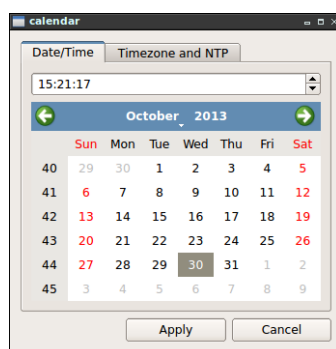 calendar
Date/Time Timezone and NTP
15:21:17
October, 2013
Sun Mon Tue Wed Thu Fri Sat
40 29 30 1 2 3 4 5
41 6 7 8 9 10 11 12
42 13 14 15 16 17 18 19
43 20 21 22 23 24 25 26
44 27 28 29 30 31 1 2
45 3 4 5 6 7 8 9
Apply Cancel